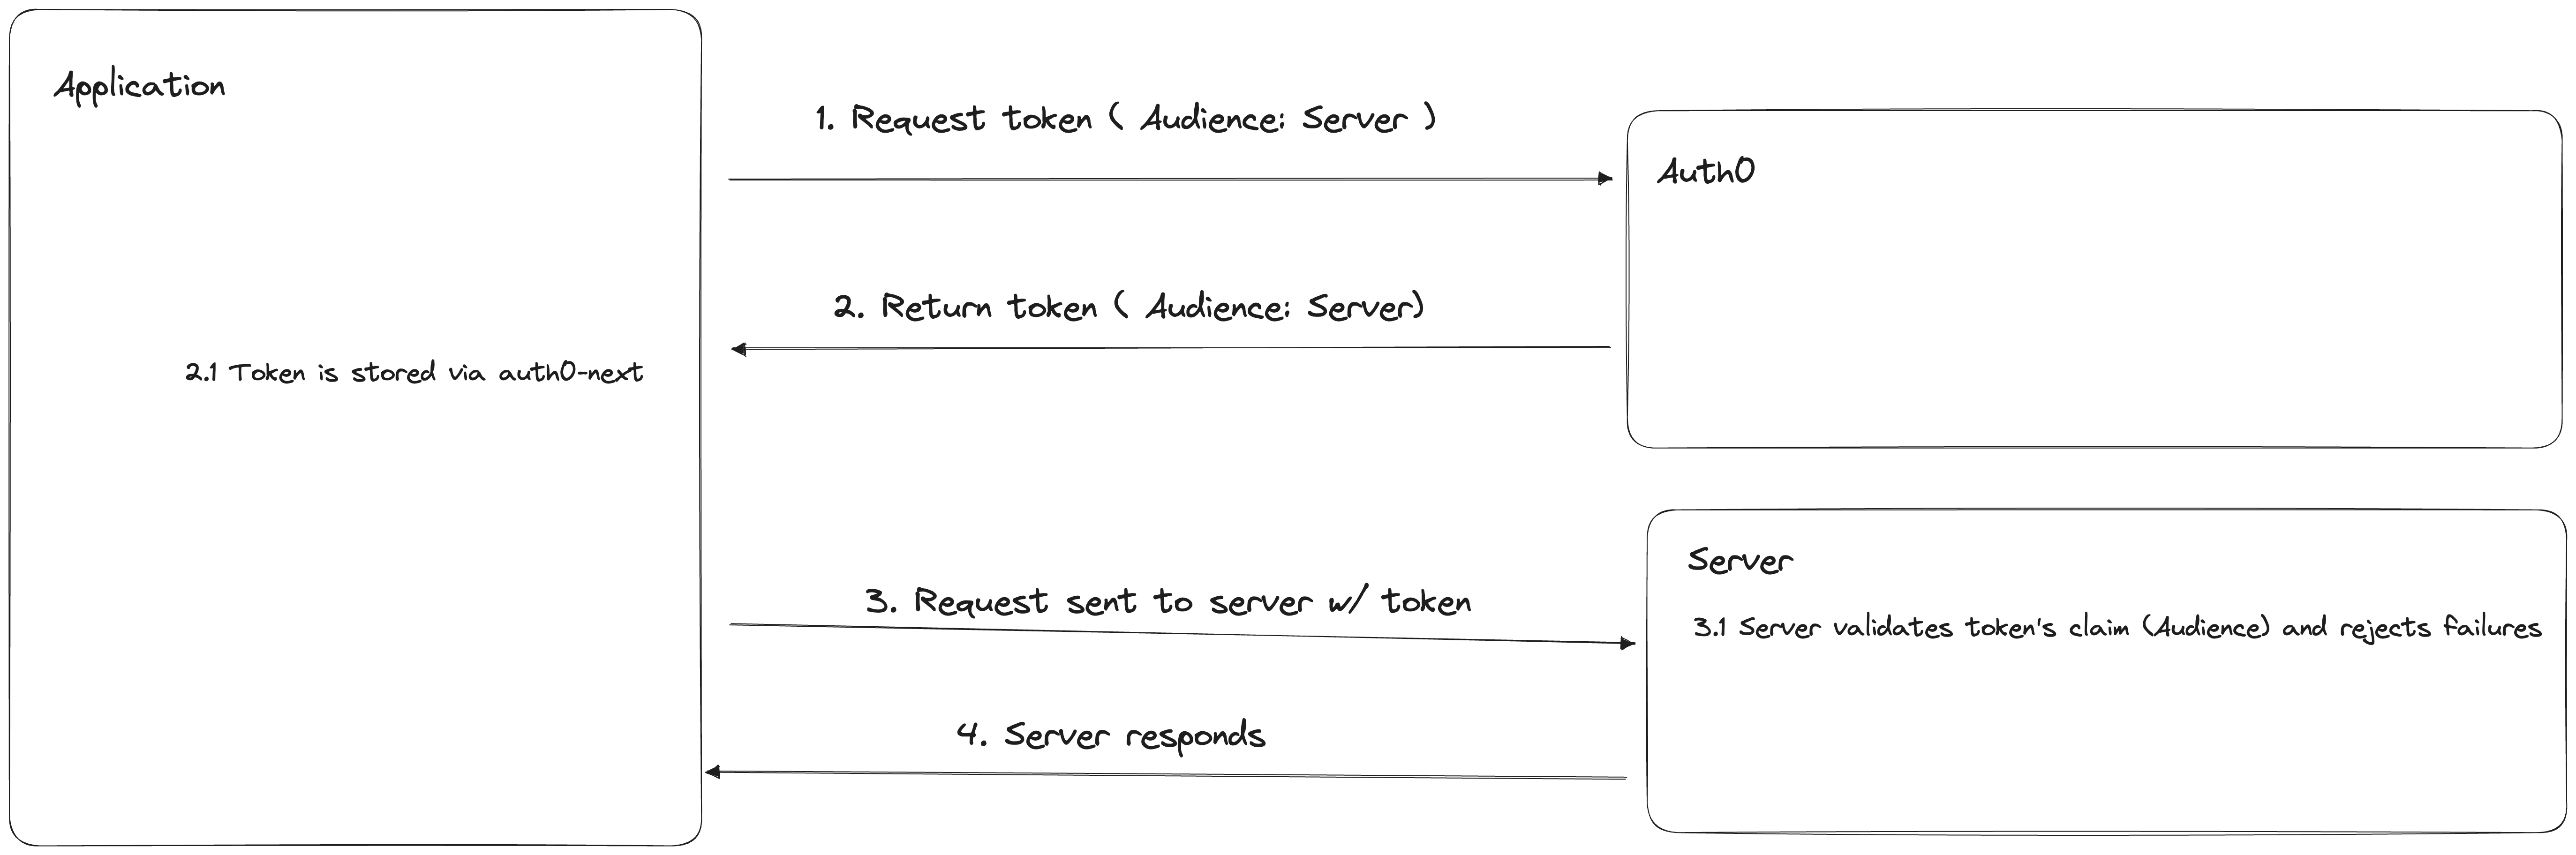 Application
1. Request token ( Audience: Server )
Auth0
2. Return token ( Audience: Server)
2.1 Token is stored via auth0-next
Server
3. Request sent to server w/ token
3.1 Server validates token's claim (Audience) and rejects failures
4. Server responds